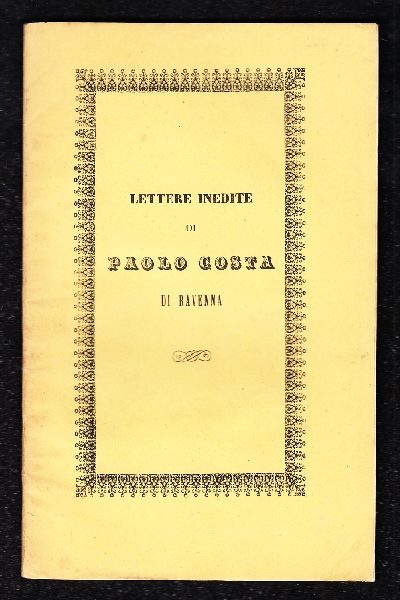 LETTERE INEDITE
DI
PAOLO COSTA
DI RAVENNA